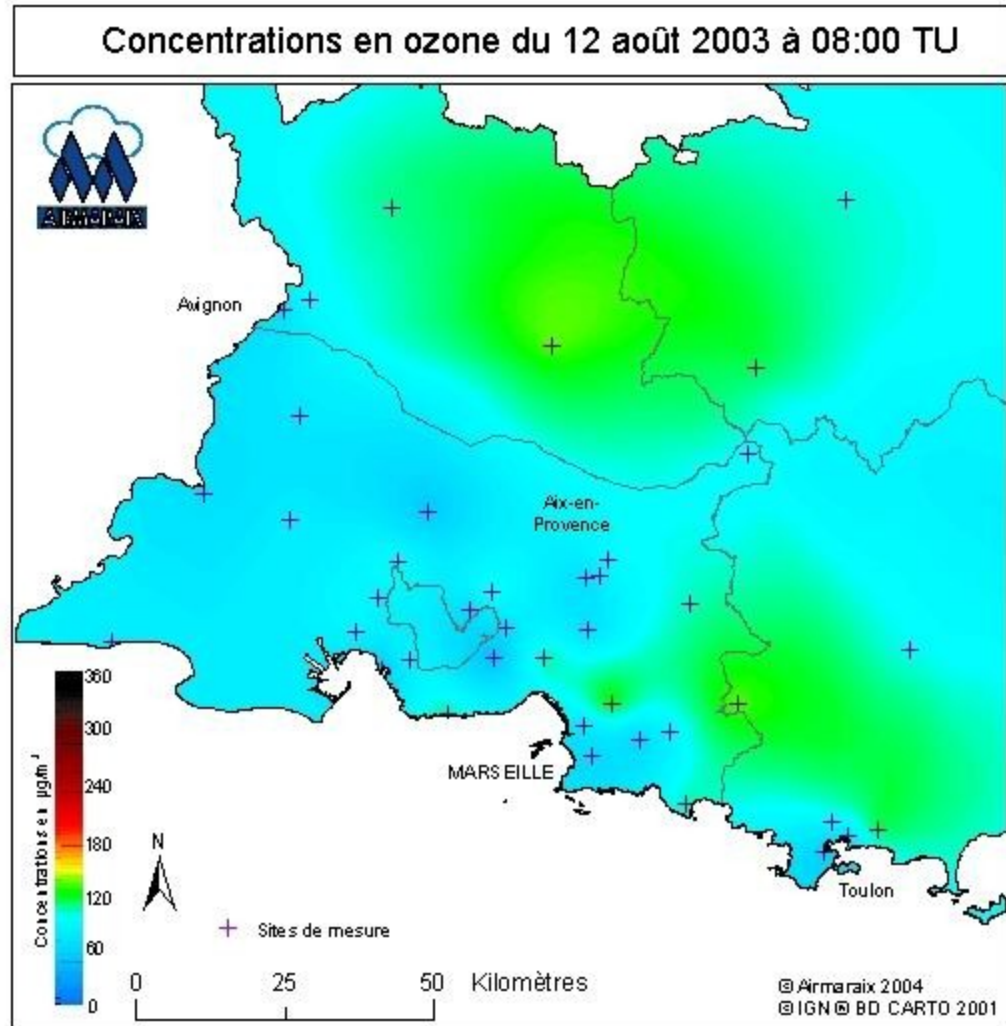 Concentrations en ozone du 12 août 2003 à 08:00 TU
AIRMARAIX
Avignon
Aix-en-
Provence
MARSEILLE
Toulon
Concentrations en µg/m³
360
300
240
180
120
60
0
N
Sites de mesure
0 25 50 Kilomètres
© Airmaraix 2004
© IGN ® BD CARTO 2001